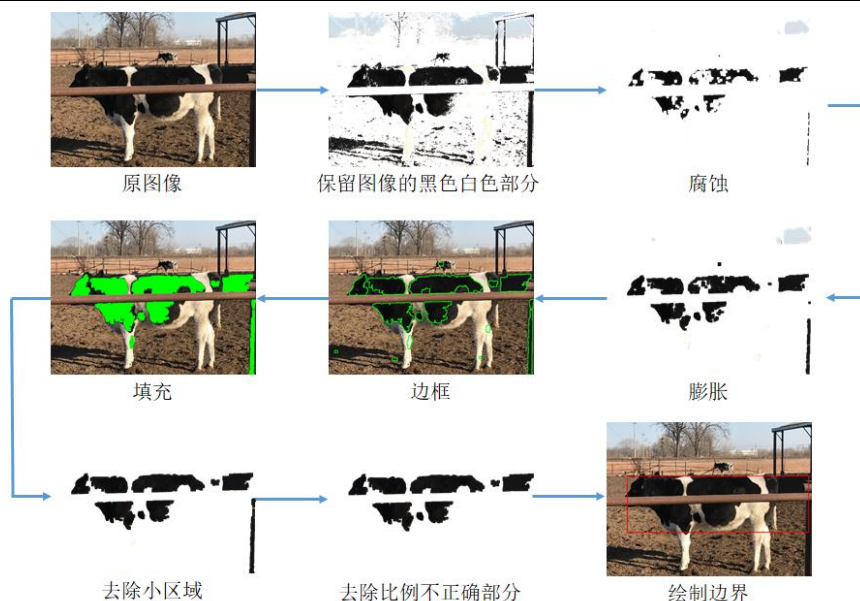 原图像
保留图像的黑色白色部分
腐蚀
填充
边框
膨胀
去除小区域
去除比例不正确部分
绘制边界